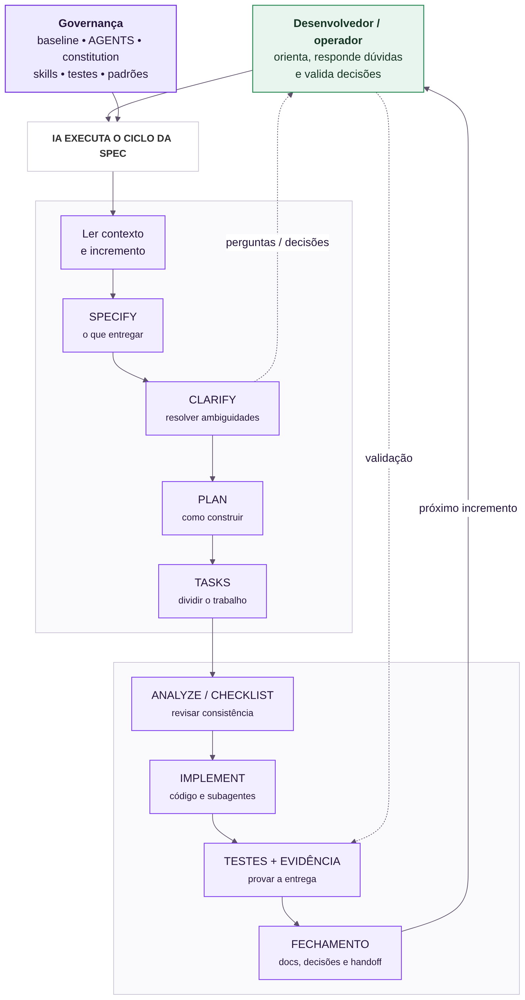 Governança
baseline • AGENTS •
constitution
skills • testes • padrões
Desenvolvedor /
operador
orienta, responde dúvidas
e valida decisões
IA EXECUTA O CICLO DA
SPEC
Ler contexto
e incremento
perguntas / decisões
SPECIFY
o que entregar
CLARIFY
resolver ambiguidades
validação
PLAN
como construir
próximo incremento
TASKS
dividir o trabalho
ANALYZE / CHECKLIST
revisar consistência
IMPLEMENT
código e subagentes
TESTES + EVIDÊNCIA
provar a entrega
FECHAMENTO
docs, decisões e handoff